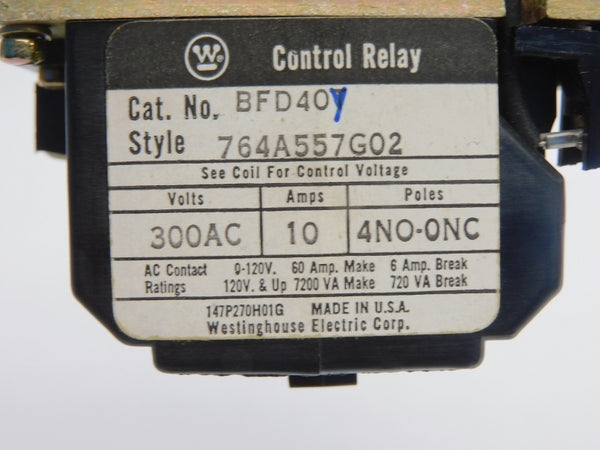 W Control Relay
Cat. No. BFD40Y
Style 764A557G02
See Coil For Control Voltage
Volts Amps Poles
300AC 10 4NO-0NC
AC Contact 0-120V. 60 Amp. Make 6 Amp. Break
Ratings 120V. & Up 7200 VA Make 720 VA Break
147P270H01G MADE IN U.S.A.
Westinghouse Electric Corp.